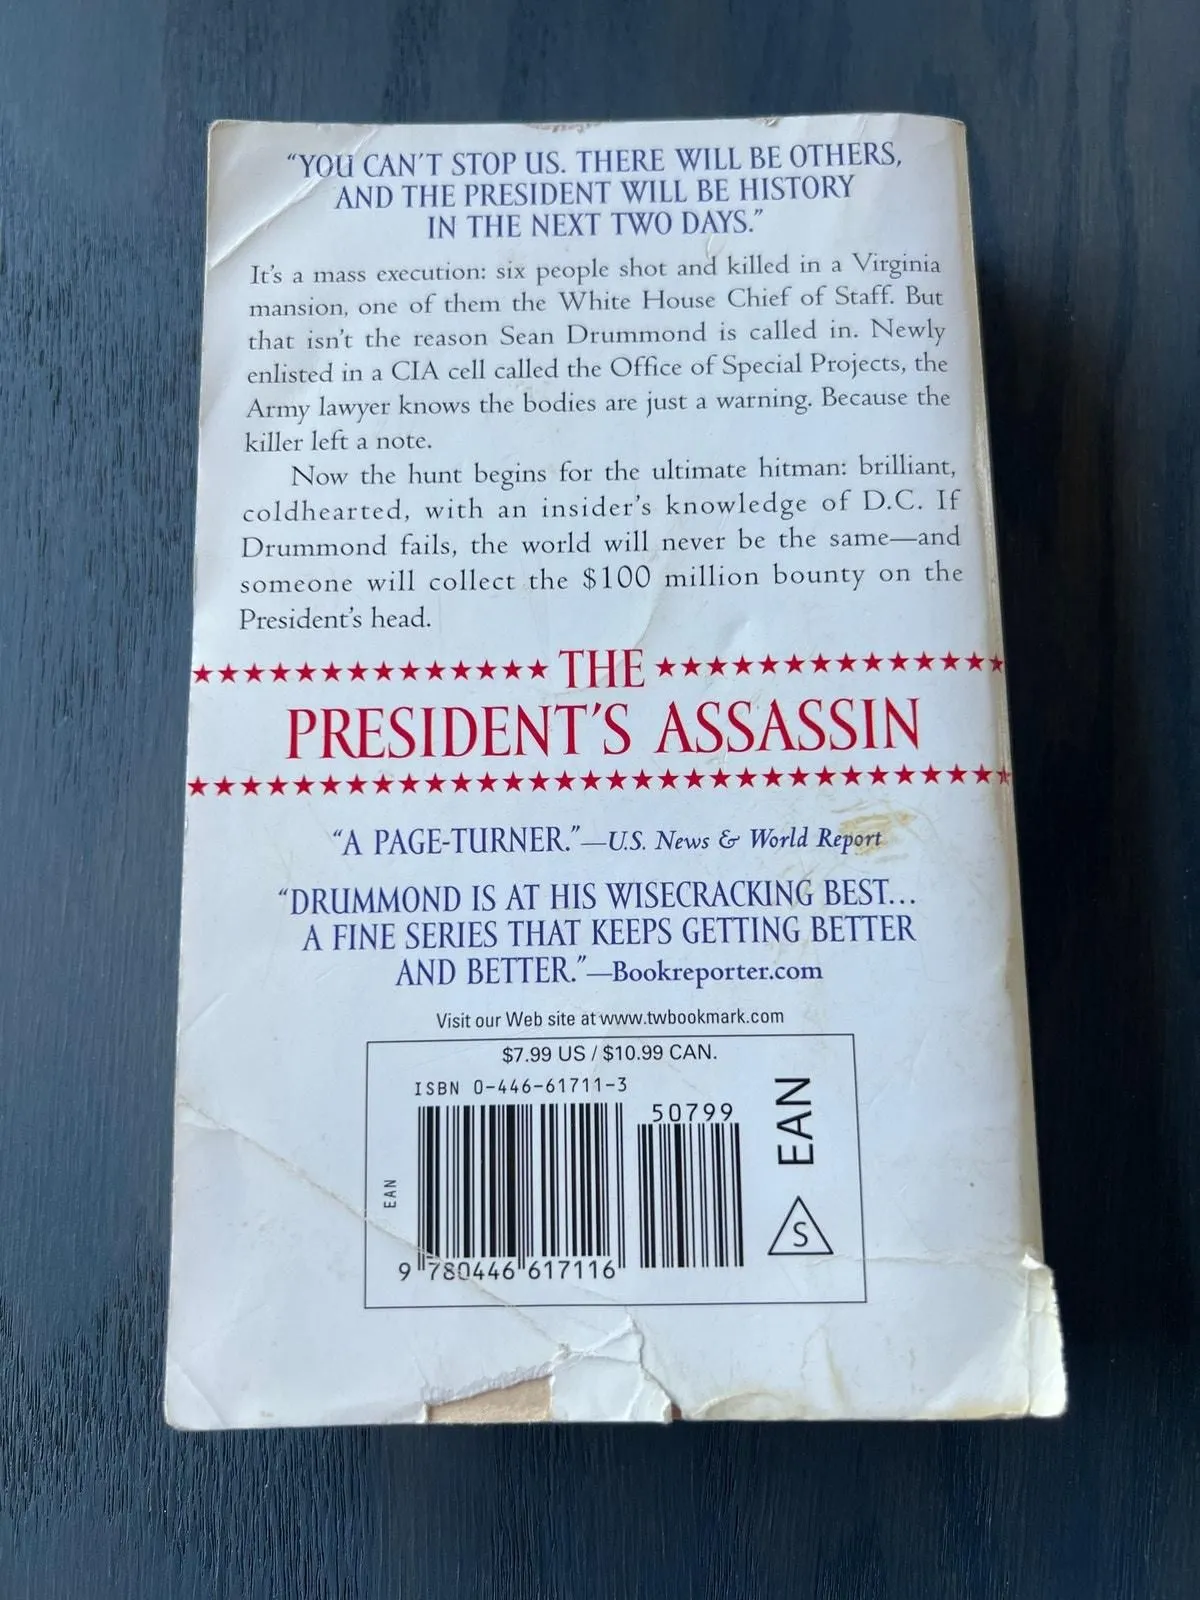 “YOU CAN’T STOP US. THERE WILL BE OTHERS,
AND THE PRESIDENT WILL BE HISTORY
IN THE NEXT TWO DAYS.”
It’s a mass execution: six people shot and killed in a Virginia
mansion, one of them the White House Chief of Staff. But
that isn’t the reason Sean Drummond is called in. Newly
enlisted in a CIA cell called the Office of Special Projects, the
Army lawyer knows the bodies are just a warning. Because the
killer left a note.
Now the hunt begins for the ultimate hitman: brilliant,
coldhearted, with an insider’s knowledge of D.C. If
Drummond fails, the world will never be the same—and
someone will collect the $100 million bounty on the
President’s head.
THE
PRESIDENT’S ASSASSIN
“A PAGE-TURNER.”—U.S. News & World Report
“DRUMMOND IS AT HIS WISECRACKING BEST...
A FINE SERIES THAT KEEPS GETTING BETTER
AND BETTER.”—Bookreporter.com
Visit our Web site at www.twbookmark.com
$7.99 US / $10.99 CAN.
ISBN 0-446-61711-3
50799
EAN
EAN
S
9 780446 617116